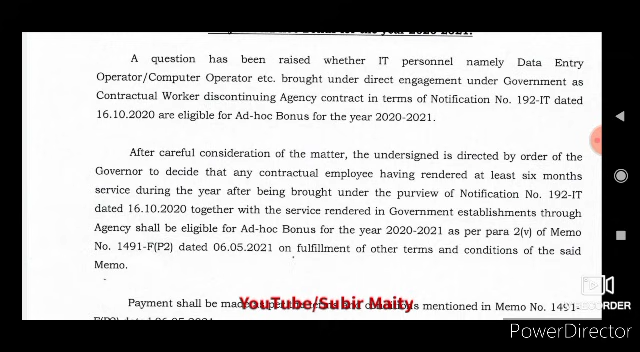 for the year 2020-2021.
A question has been raised whether IT personnel namely Data Entry
Operator/Computer Operator etc. brought under direct engagement under Government as
Contractual Worker discontinuing Agency contract in terms of Notification No. 192-IT dated
16.10.2020 are eligible for Ad-hoc Bonus for the year 2020-2021.
After careful consideration of the matter, the undersigned is directed by order of the
Governor to decide that any contractual employee having rendered at least six months
service during the year after being brought under the purview of Notification No. 192-IT
dated 16.10.2020 together with the service rendered in Government establishments through
Agency shall be eligible for Ad-hoc Bonus for the year 2020-2021 as per para 2(v) of Memo
No. 1491-F(P2) dated 06.05.2021 on fulfillment of other terms and conditions of the said
Memo.
Payment shall be made mentioned in Memo No. 1491-
YouTube/Subir Maity
ORDER
PowerDirector